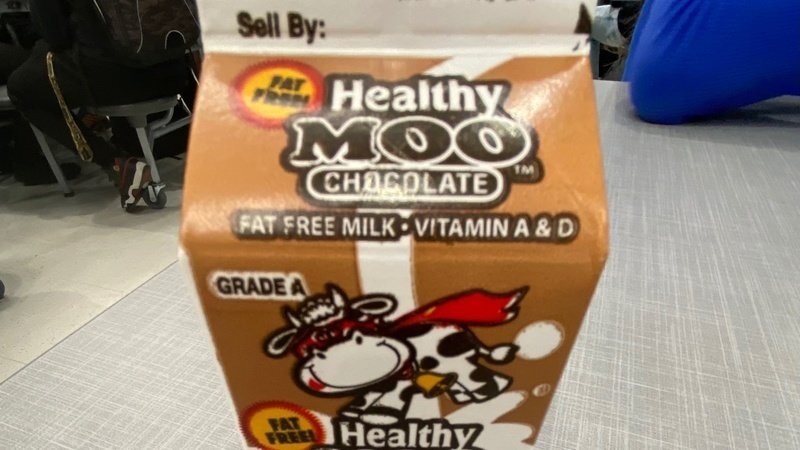 Sell By:
FAT
FREE!
Healthy
MOO
CHOCOLATE
TM
FAT FREE MILK • VITAMIN A & D
GRADE A
FAT
FREE!
Healthy